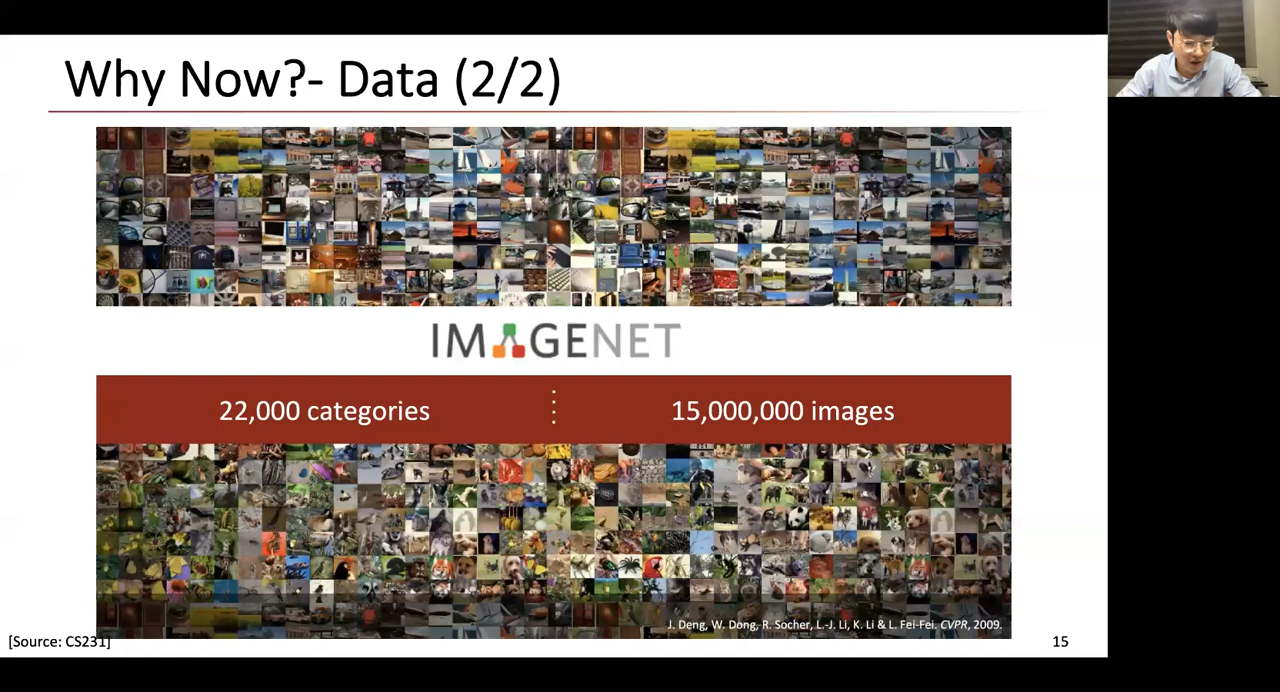 Why Now?- Data (2/2)
IMAGENET
22,000 categories
15,000,000 images
J. Deng, W. Dong, R. Socher, L.-J. Li, K. Li & L. Fei-Fei. CVPR, 2009.
[Source: CS231]
15